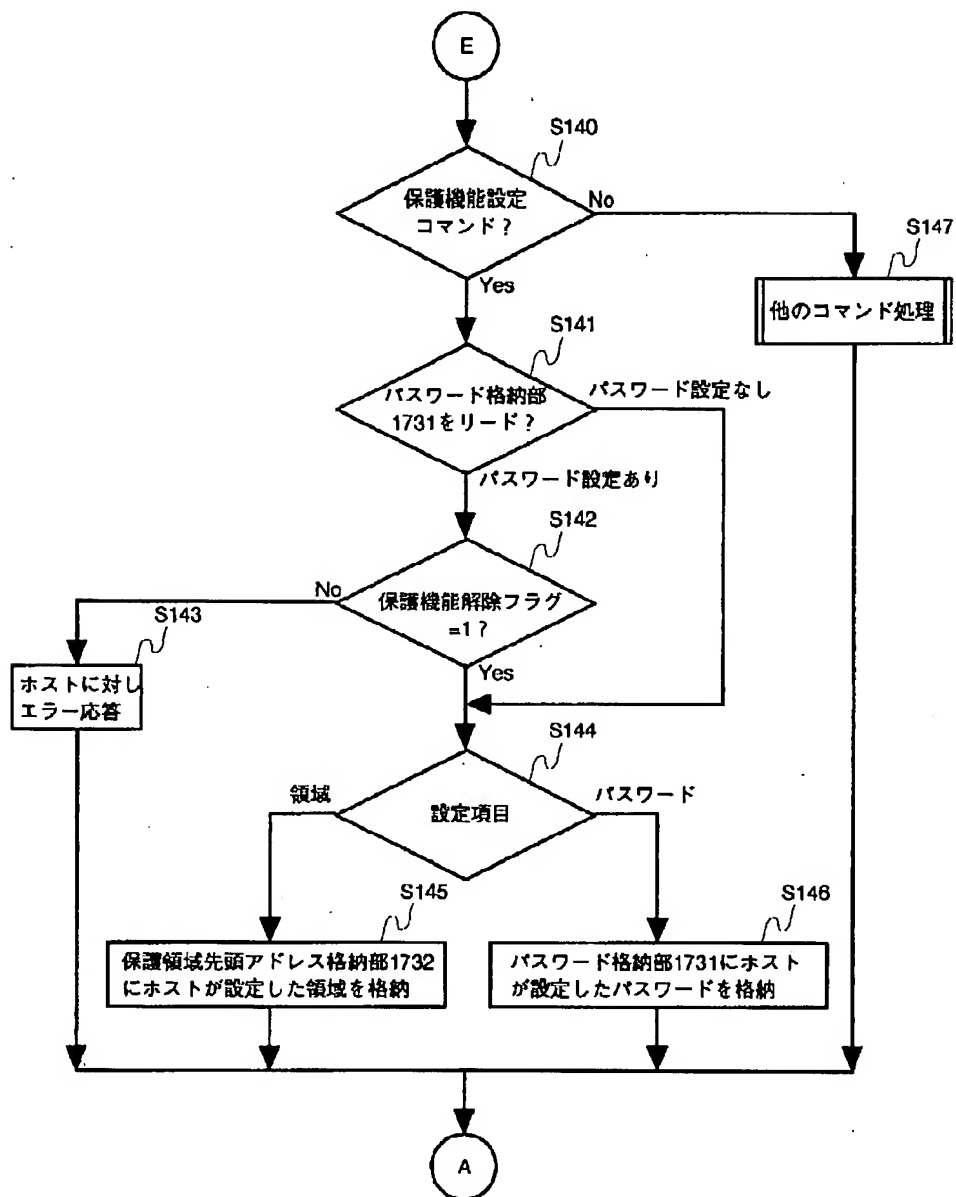 E
S140
保護機能設定
コマンド？
No
S147
Yes
他のコマンド処理
S141
パスワード格納部
1731をリード？
パスワード設定なし
パスワード設定あり
S142
No
保護機能解除フラグ
=1？
S143
Yes
ホストに対し
エラー応答
S144
領域
パスワード
設定項目
S145
S146
保護領域先頭アドレス格納部1732
にホストが設定した領域を格納
パスワード格納部1731にホスト
が設定したパスワードを格納
A